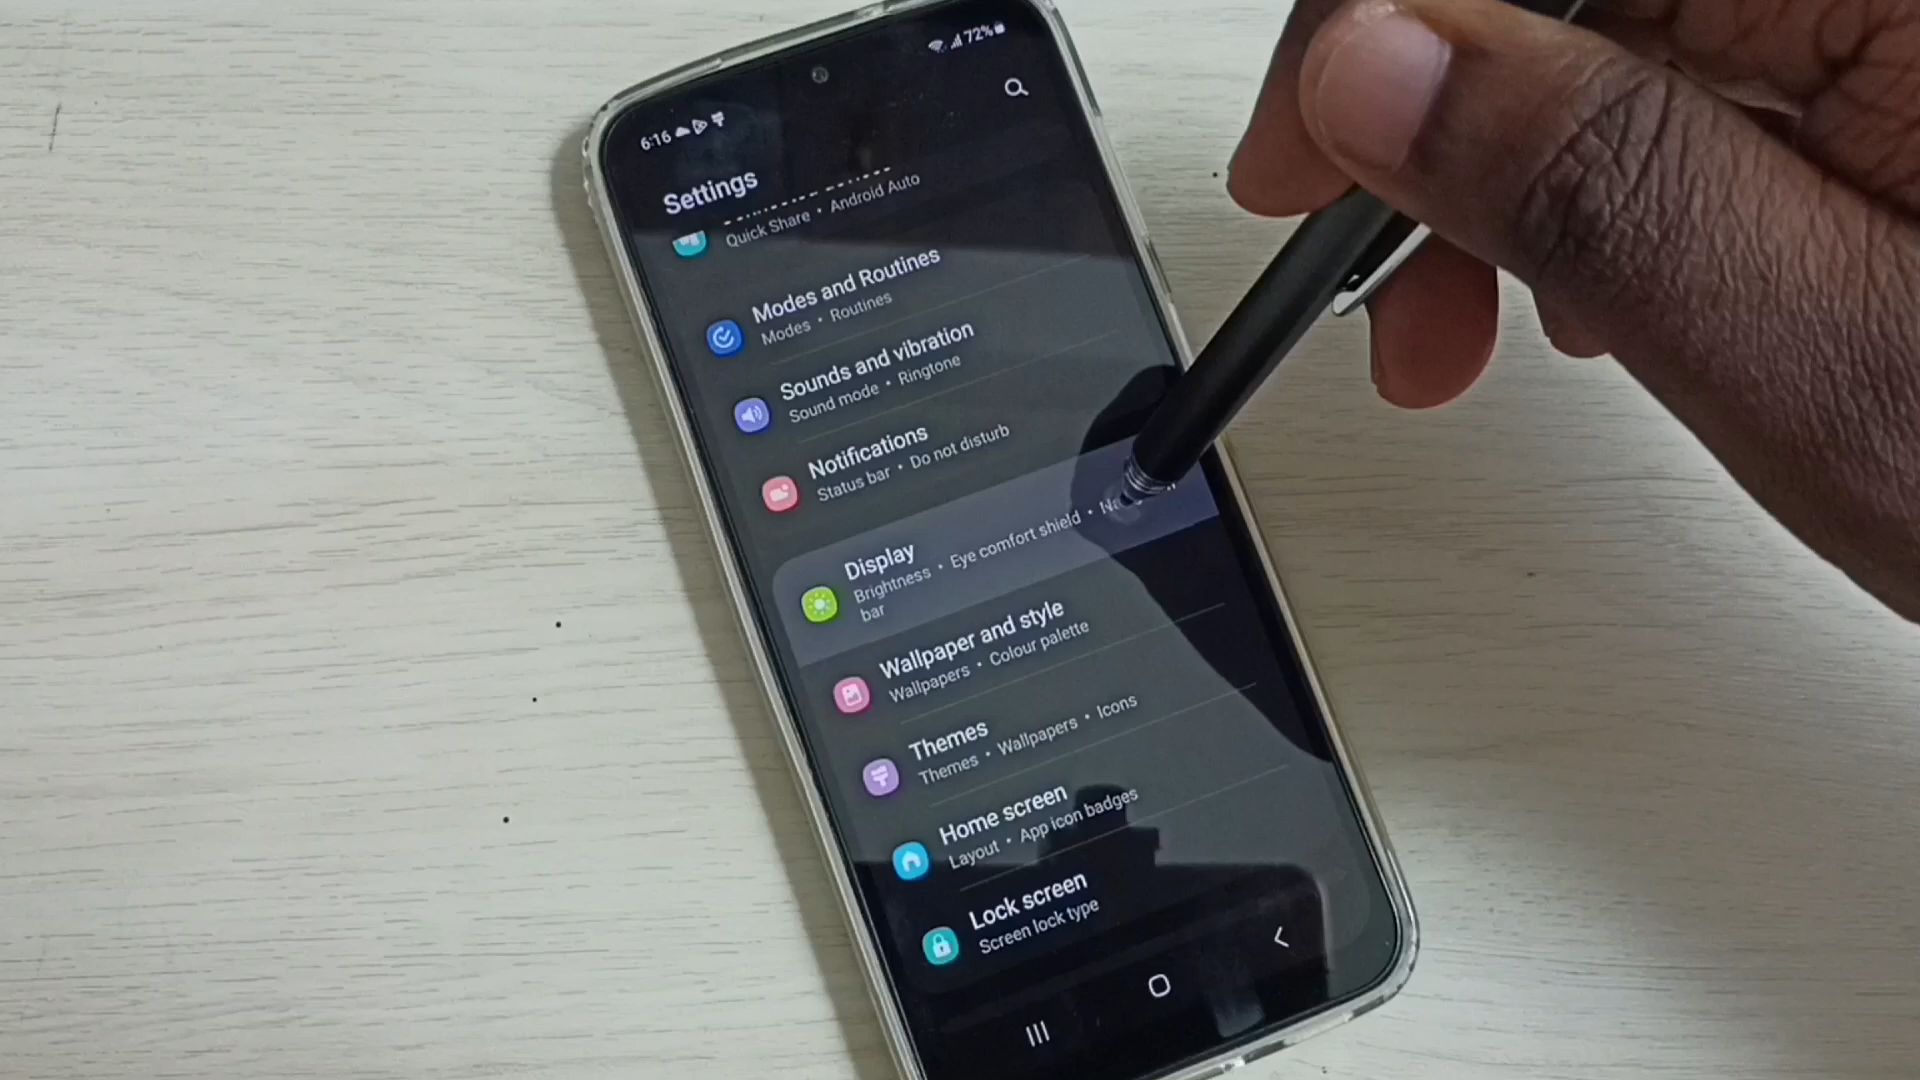 6:16
72%
Settings
Quick Share • Android Auto
Modes and Routines
Modes • Routines
Sounds and vibration
Sound mode • Ringtone
Notifications
Status bar • Do not disturb
Display
Brightness • Eye comfort shield •
bar
Wallpaper and style
Wallpapers • Colour palette
Themes
Themes • Wallpapers • Icons
Home screen
Layout • App icon badges
Lock screen
Screen lock type